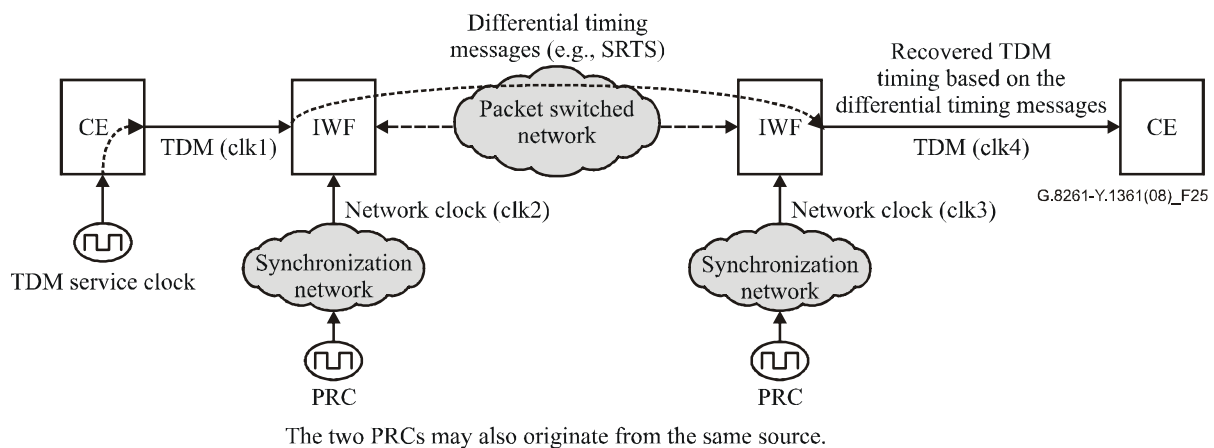 Differential timing
messages (e.g., SRTS)
Recovered TDM
timing based on the
differential timing messages
CE
TDM (clk1)
IWF
Packet switched
network
IWF
TDM (clk4)
CE
G.8261-Y.1361(08)_F25
Network clock (clk2)
Network clock (clk3)
TDM service clock
Synchronization
network
Synchronization
network
PRC
PRC
The two PRCs may also originate from the same source.